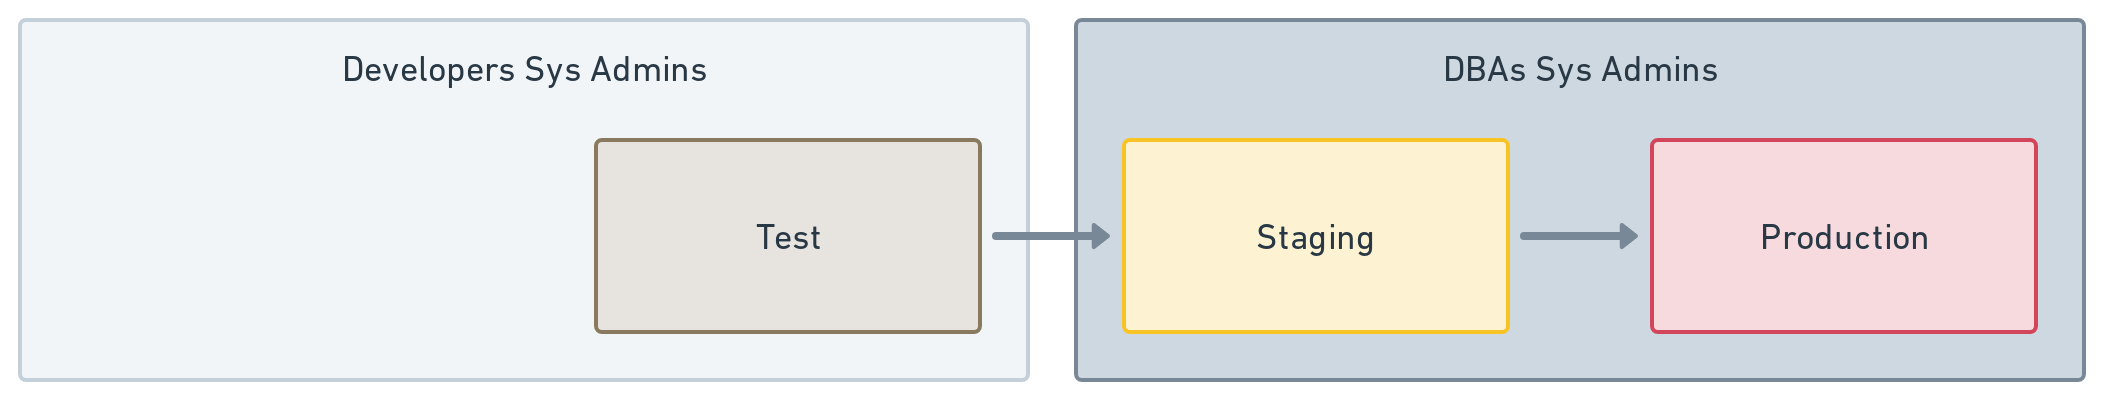 Developers Sys Admins
DBAs Sys Admins
Test
Staging
Production